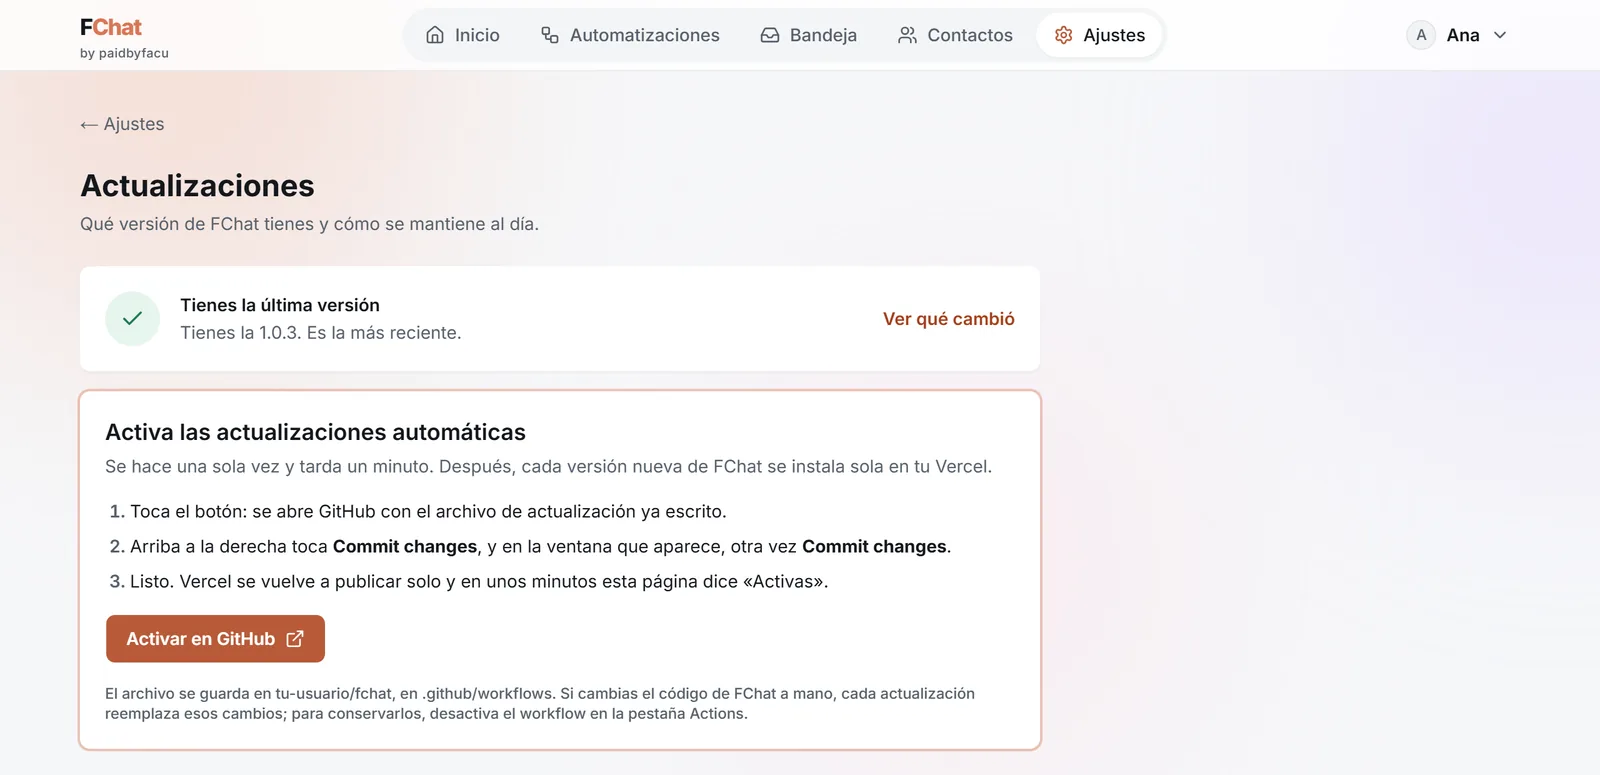 FChat
by paidbyfacu
Inicio
Automatizaciones
Bandeja
Contactos
Ajustes
A
Ana
← Ajustes
Actualizaciones
Qué versión de FChat tienes y cómo se mantiene al día.
Tienes la última versión
Tienes la 1.0.3. Es la más reciente.
Ver qué cambió
Activa las actualizaciones automáticas
Se hace una sola vez y tarda un minuto. Después, cada versión nueva de FChat se instala sola en tu Vercel.
1. Toca el botón: se abre GitHub con el archivo de actualización ya escrito.
2. Arriba a la derecha toca Commit changes, y en la ventana que aparece, otra vez Commit changes.
3. Listo. Vercel se vuelve a publicar solo y en unos minutos esta página dice «Activas».
Activar en GitHub
El archivo se guarda en tu-usuario/fchat, en .github/workflows. Si cambias el código de FChat a mano, cada actualización
reemplaza esos cambios; para conservarlos, desactiva el workflow en la pestaña Actions.